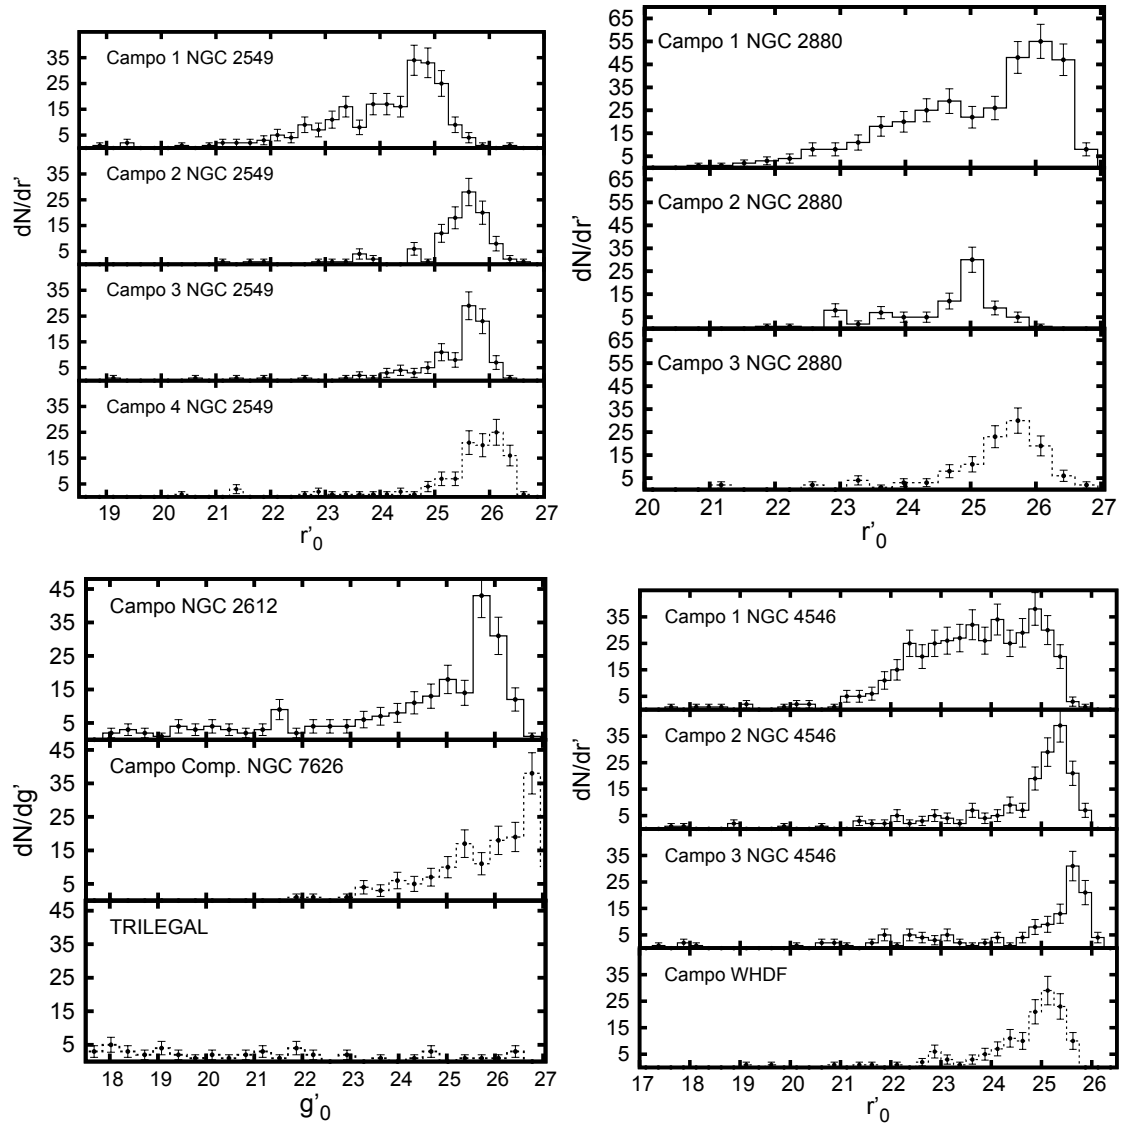 Campo 1 NGC 2549
35
25
15
5
Campo 2 NGC 2549
35
25
15
5
Campo 3 NGC 2549
35
25
15
5
Campo 4 NGC 2549
35
25
15
5
dN/dr'
19 20 21 22 23 24 25 26 27
r'0
Campo 1 NGC 2880
65
55
45
35
25
15
5
Campo 2 NGC 2880
65
55
45
35
25
15
5
Campo 3 NGC 2880
65
55
45
35
25
15
5
dN/dr'
20 21 22 23 24 25 26 27
r'0
Campo NGC 2612
45
35
25
15
5
Campo Comp. NGC 7626
45
35
25
15
5
TRILEGAL
45
35
25
15
5
dN/dg'
18 19 20 21 22 23 24 25 26 27
g'0
Campo 1 NGC 4546
35
25
15
5
Campo 2 NGC 4546
35
25
15
5
Campo 3 NGC 4546
35
25
15
5
Campo WHDF
35
25
15
5
dN/dr'
17 18 19 20 21 22 23 24 25 26
r'0